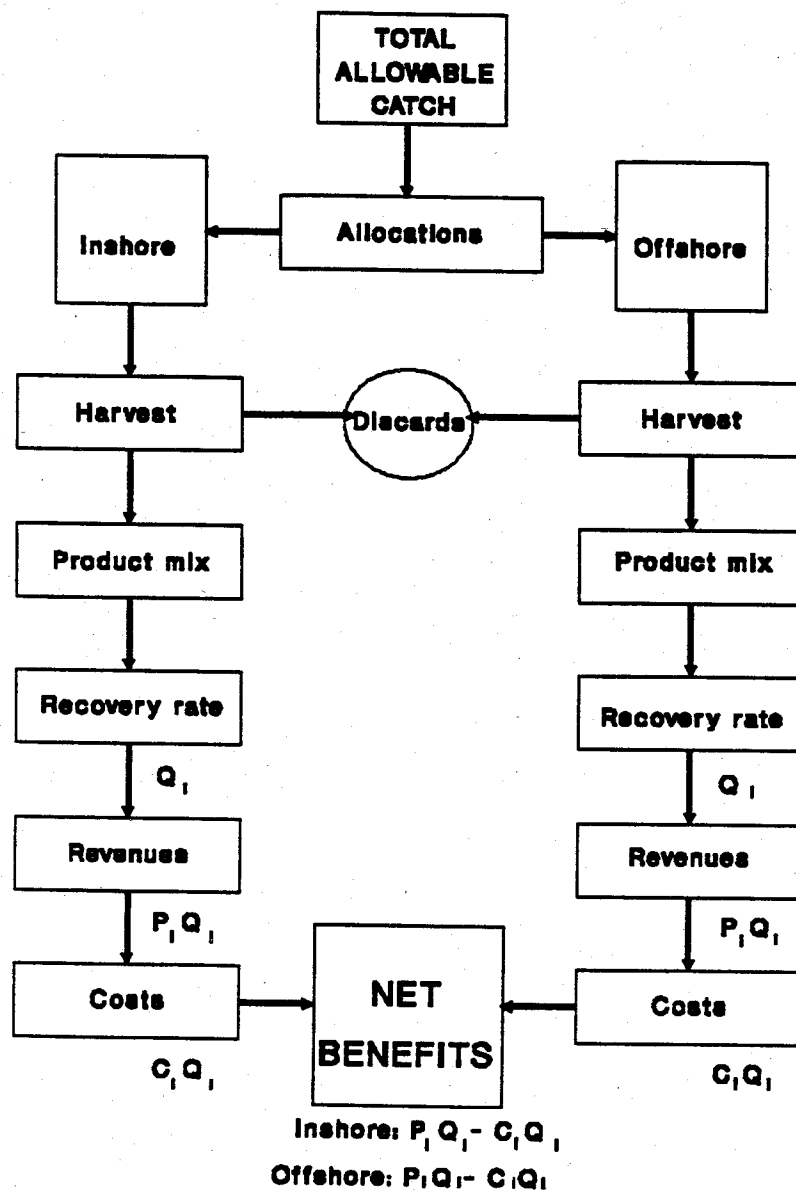 TOTAL
ALLOWABLE
CATCH
Allocations
Inshore
Offshore
Harvest
Discards
Harvest
Product mix
Product mix
Recovery rate
Recovery rate
Q I
Q I
Revenues
Revenues
P I Q I
P I Q I
Costs
NET
BENEFITS
Costs
C I Q I
C I Q I
Inshore: P I Q I - C I Q I
Offshore: P I Q I - C I Q I